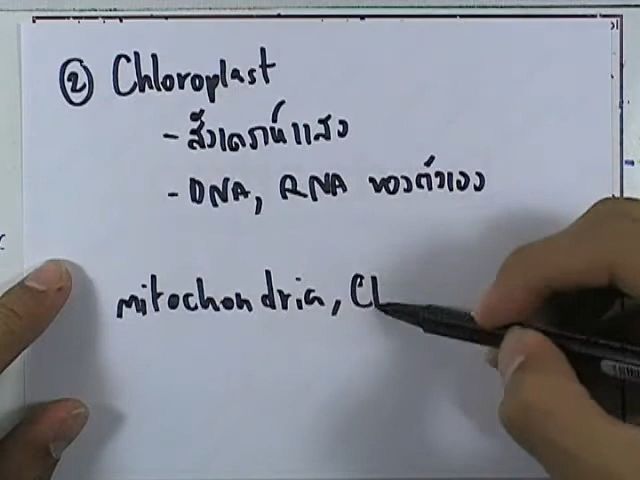 ② Chloroplast
- สังเคราะห์แสง
- DNA, RNA ของตัวเอง
mitochondria, Cl